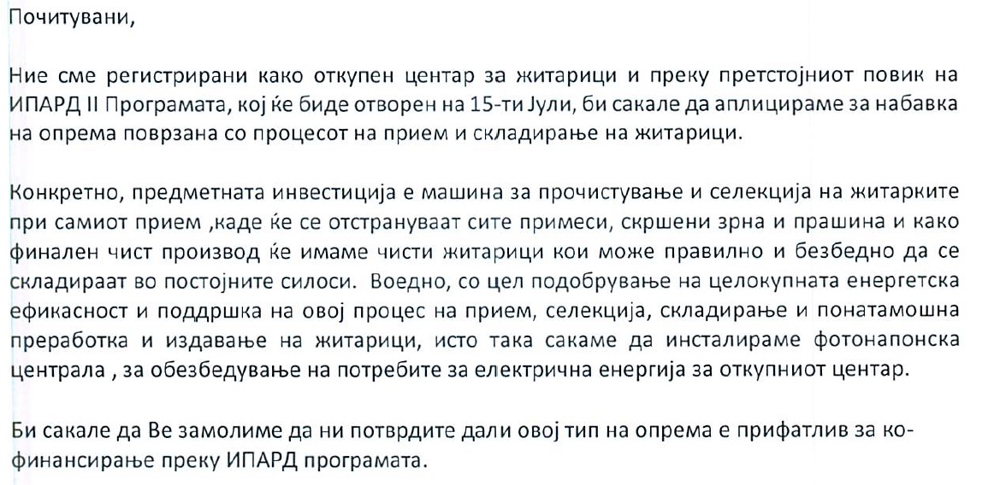 Почитувани,
Ние сме регистрирани како откупен центар за житарици и преку претстојниот повик на
ИПАРД II Програмата, кој ќе биде отворен на 15-ти Јули, би сакале да аплицираме за набавка
на опрема поврзана со процесот на прием и складирање на житарици.
Конкретно, предметната инвестиција е машина за прочистување и селекција на житарките
при самиот прием ,каде ќе се отстрануваат сите примеси, скршени зрна и прашина и како
финален чист производ ќе имаме чисти житарици кои може правилно и безбедно да се
складираат во постојните силоси. Воедно, со цел подобрување на целокупната енергетска
ефикасност и поддршка на овој процес на прием, селекција, складирање и понатамошна
преработка и издавање на житарици, исто така сакаме да инсталираме фотонапонска
централа , за обезбедување на потребите за електрична енергија за откупниот центар.
Би сакале да Ве замолиме да ни потврдите дали овој тип на опрема е прифатлив за ко-
финансирање преку ИПАРД програмата.